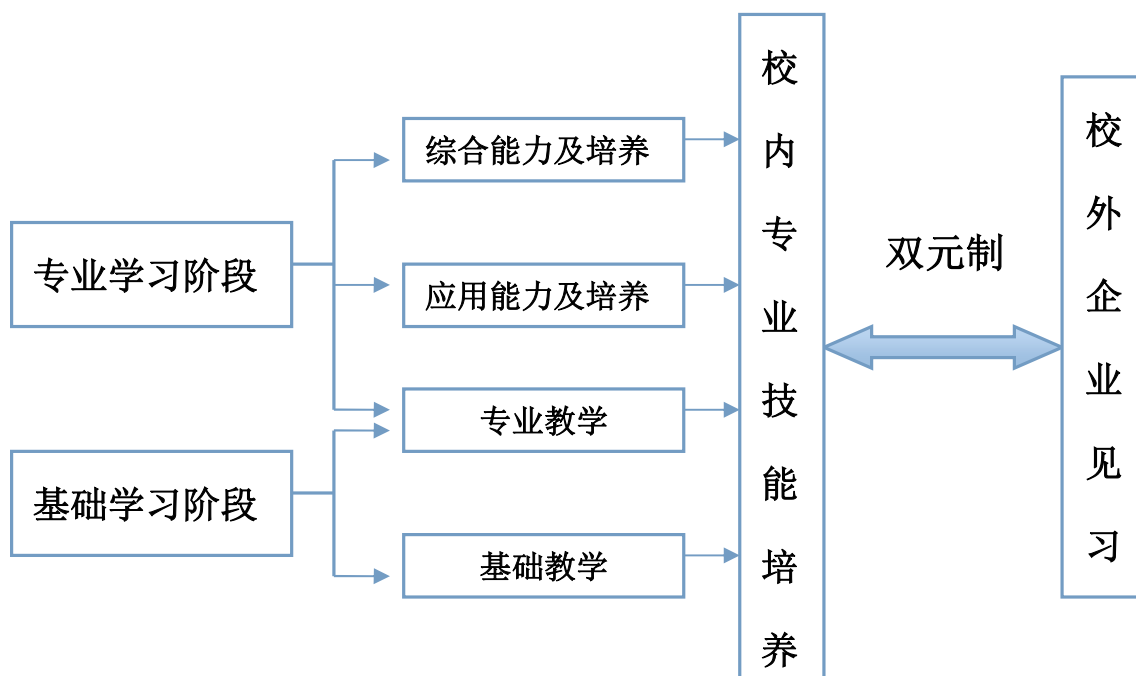 专业学习阶段
基础学习阶段
综合能力及培养
应用能力及培养
专业教学
基础教学
校内专业技能培养
双元制
校外企业见习